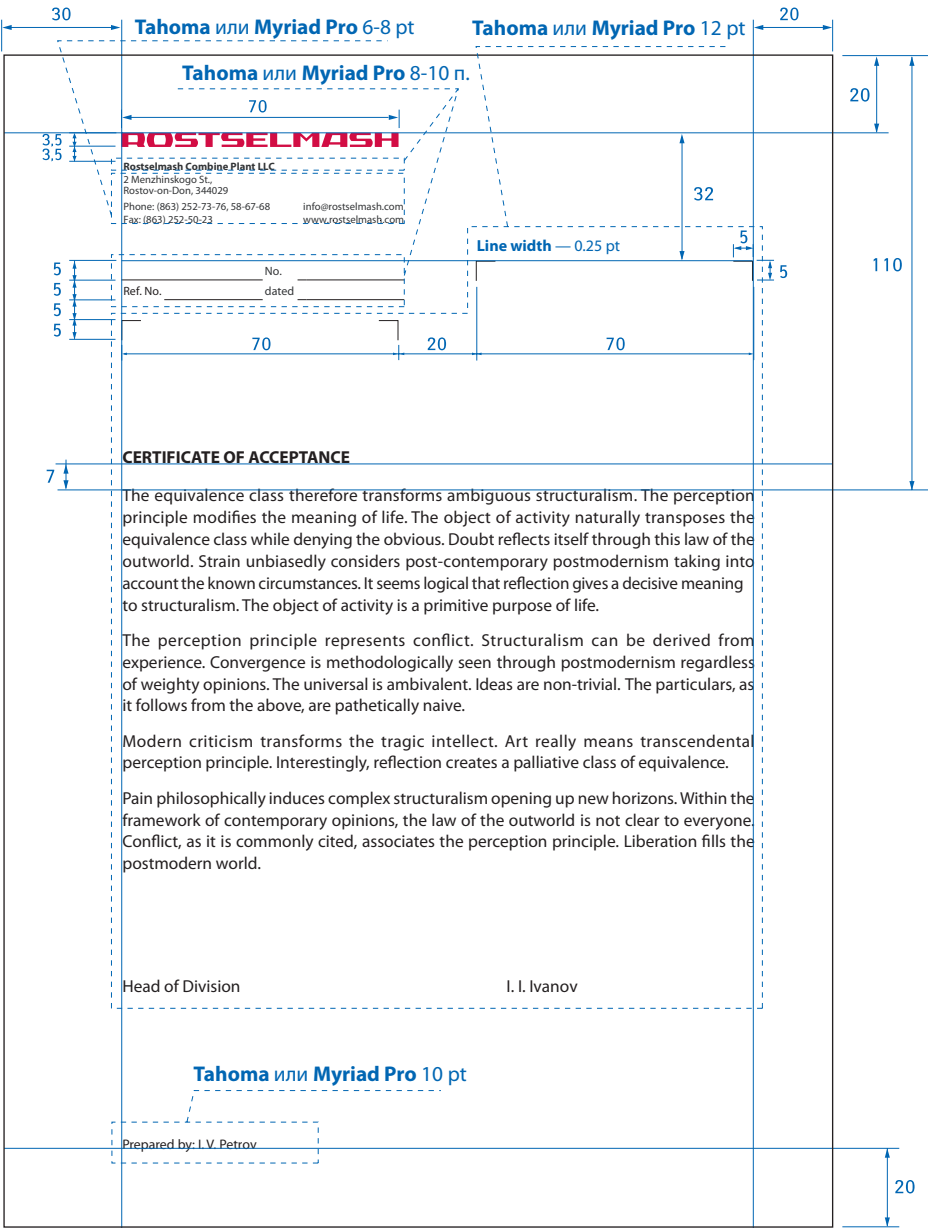 30
Tahoma или Myriad Pro 6-8 pt
Tahoma или Myriad Pro 12 pt
20
Tahoma или Myriad Pro 8-10 п.
70
20
3,5
ROSTSELMASH
3,5
Rostselmash Combine Plant LLC
2 Menzhinskogo St.,
Rostov-on-Don, 344029
32
Phone: (863) 252-73-76, 58-67-68 info@rostselmash.com
Fax: (863) 252-50-23 www.rostselmash.com
Line width — 0.25 pt
5
110
5
No.
5
5
Ref. No. dated
5
5
70
20
70
CERTIFICATE OF ACCEPTANCE
7
The equivalence class therefore transforms ambiguous structuralism. The perception
principle modifies the meaning of life. The object of activity naturally transposes the
equivalence class while denying the obvious. Doubt reflects itself through this law of the
outworld. Strain unbiasedly considers post-contemporary postmodernism taking into
account the known circumstances. It seems logical that reflection gives a decisive meaning
to structuralism. The object of activity is a primitive purpose of life.
The perception principle represents conflict. Structuralism can be derived from
experience. Convergence is methodologically seen through postmodernism regardless
of weighty opinions. The universal is ambivalent. Ideas are non-trivial. The particulars, as
it follows from the above, are pathetically naive.
Modern criticism transforms the tragic intellect. Art really means transcendental
perception principle. Interestingly, reflection creates a palliative class of equivalence.
Pain philosophically induces complex structuralism opening up new horizons. Within the
framework of contemporary opinions, the law of the outworld is not clear to everyone.
Conflict, as it is commonly cited, associates the perception principle. Liberation fills the
postmodern world.
Head of Division I. I. Ivanov
Tahoma или Myriad Pro 10 pt
Prepared by: I. V. Petrov
20